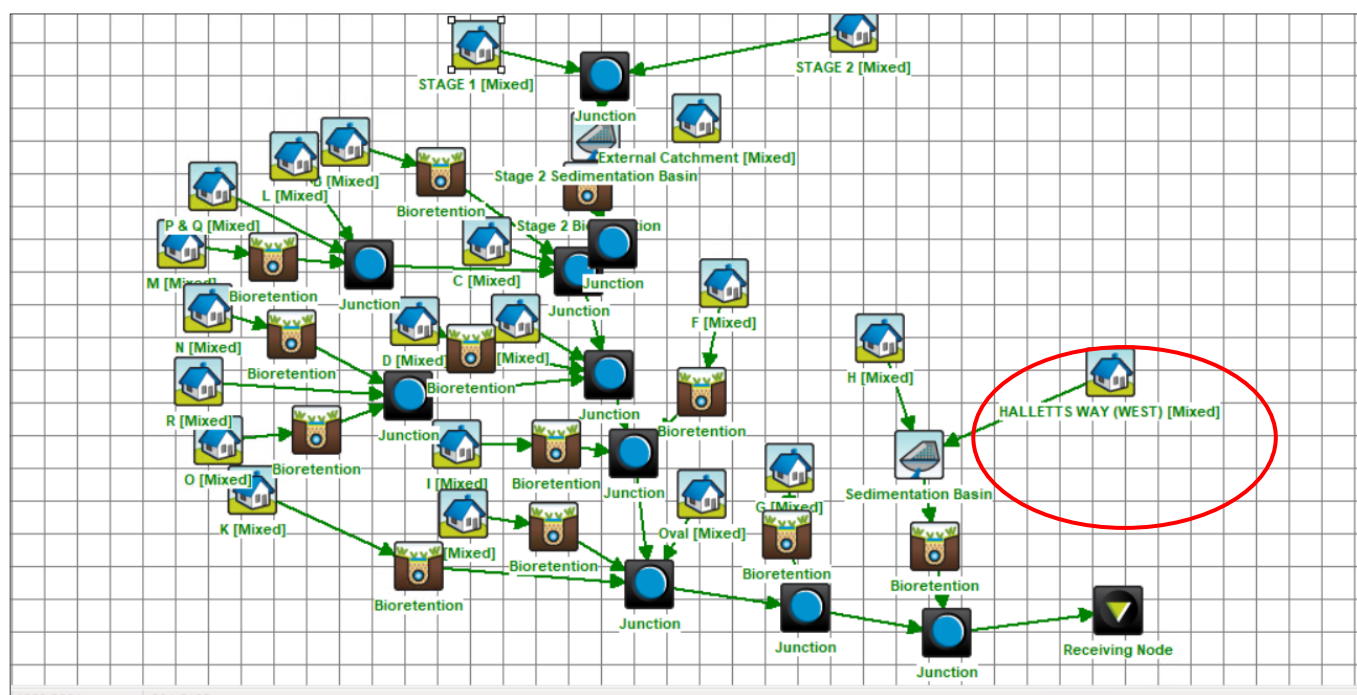 STAGE 1 [Mixed]
STAGE 2 [Mixed]
Junction
External Catchment [Mixed]
Stage 2 Sedimentation Basin
[Mixed]
L [Mixed]
Bioretention
P & Q [Mixed]
Stage 2
C [Mixed]
Junction
M
Bioretention
Junction
Junction
F [Mixed]
N [Mixed]
D [Mixed]
[Mixed]
Bioretention
H [Mixed]
Bioretention
HALLETTS WAY (WEST) [Mixed]
R [Mixed]
Junction
Junction
Bioretention
Bioretention
O [Mixed]
I [Mixed]
Bioretention
Junction
Sedimentation Basin
K [Mixed]
[Mixed]
Oval [Mixed]
G [Mixed]
Bioretention
Bioretention
Bioretention
Bioretention
Junction
Junction
Junction
Receiving Node